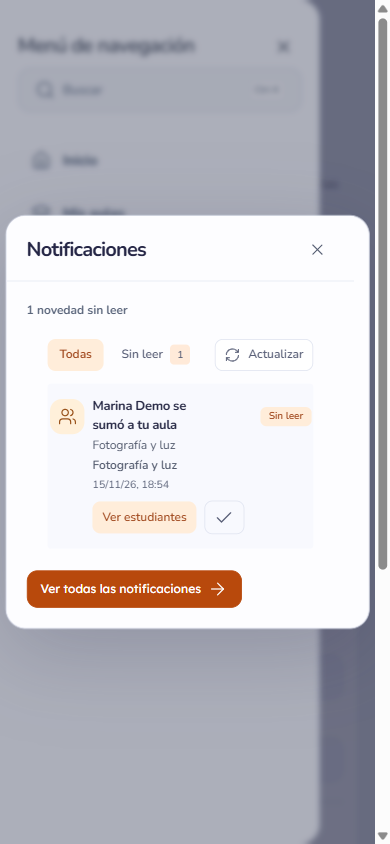 Menú de navegación
Buscar
Inicio
Notificaciones
1 novedad sin leer
Todas
Sin leer 1
Actualizar
Marina Demo se
sumó a tu aula
Sin leer
Fotografía y luz
Fotografía y luz
15/11/26, 18:54
Ver estudiantes
Ver todas las notificaciones